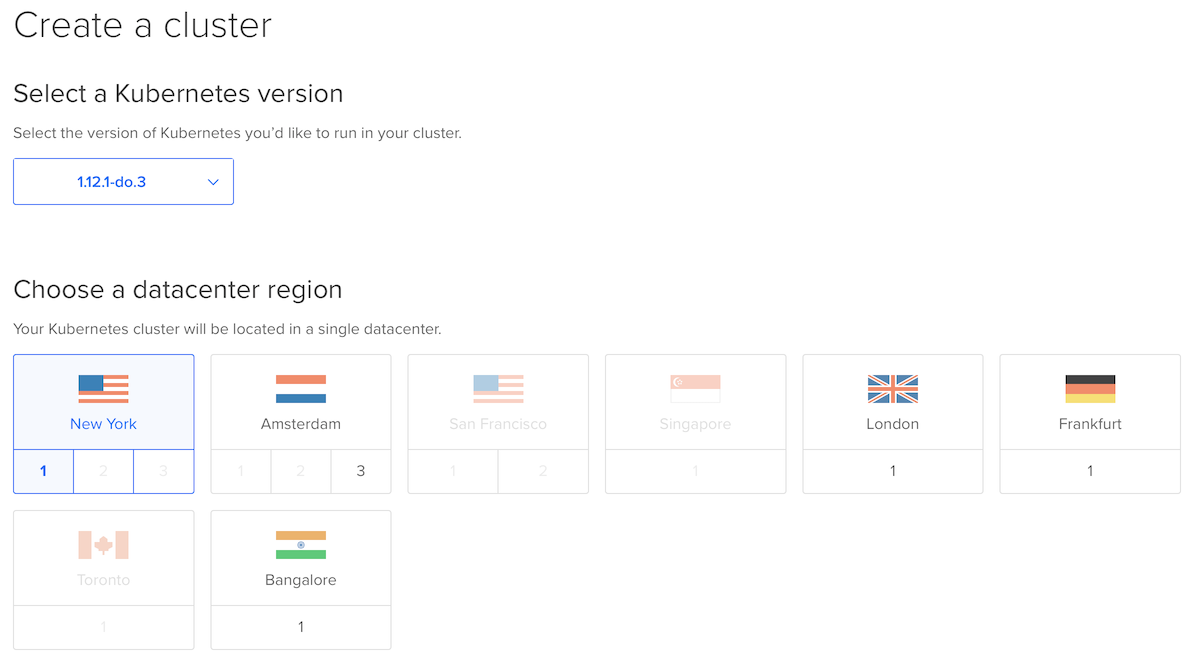 Create a cluster
Select a Kubernetes version
Select the version of Kubernetes you'd like to run in your cluster.
1.12.1-do.3
Choose a datacenter region
Your Kubernetes cluster will be located in a single datacenter.
New York
1 2 3
Amsterdam
1 2 3
San Francisco
1 2
Singapore
1
London
1
Frankfurt
1
Toronto
1
Bangalore
1